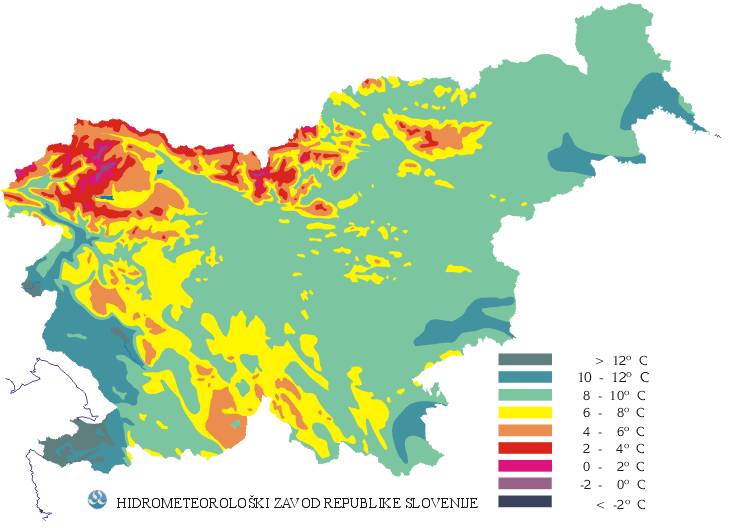 > 12° C
10 - 12° C
8 - 10° C
6 - 8° C
4 - 6° C
2 - 4° C
0 - 2° C
-2 - 0° C
< -2° C
HIDROMETEOROLOŠKI ZAVOD REPUBLIKE SLOVENIJE